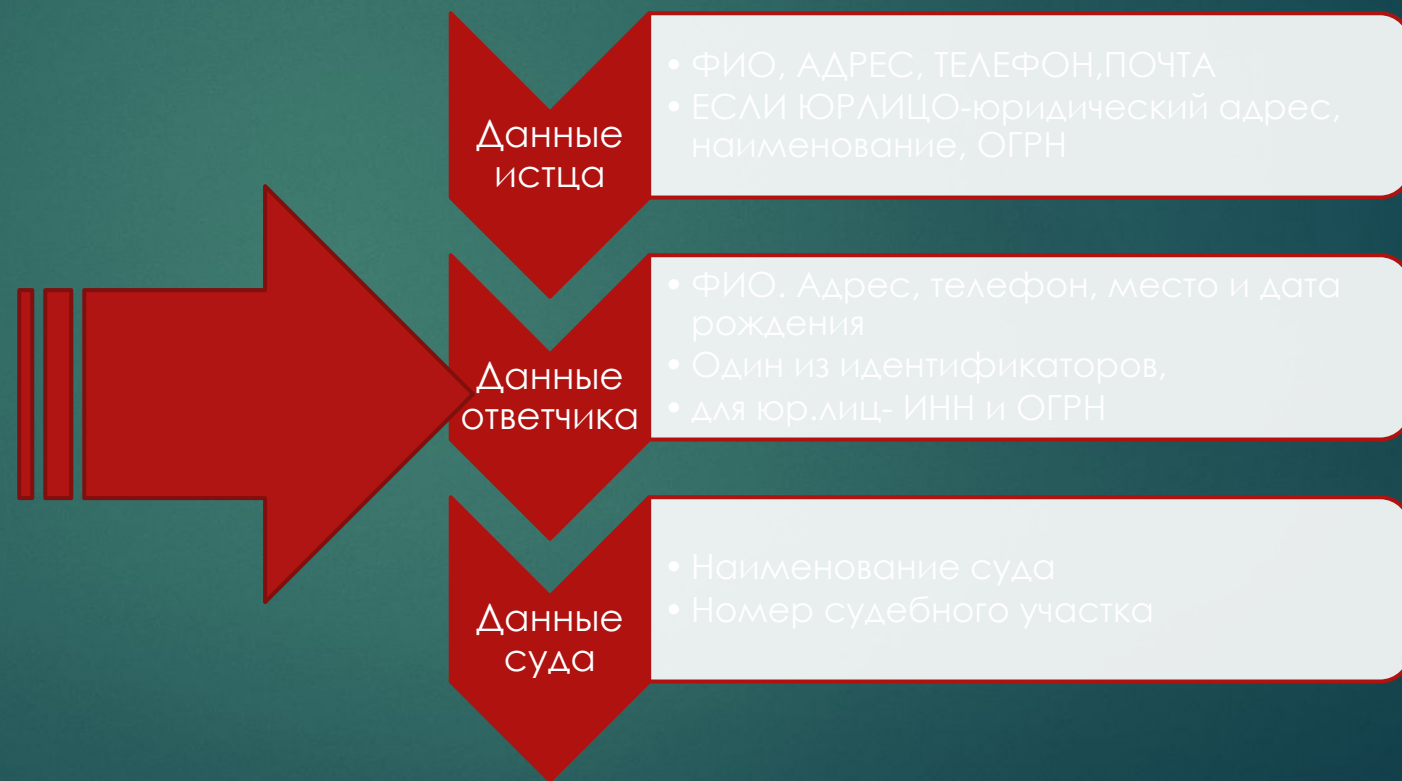 Данные
истца
• ФИО, АДРЕС, ТЕЛЕФОН,ПОЧТА
• ЕСЛИ ЮРЛИЦО-юридический адрес,
наименование, ОГРН
Данные
ответчика
• ФИО. Адрес, телефон, место и дата
рождения
• Один из идентификаторов,
• для юр.лиц- ИНН и ОГРН
Данные
суда
• Наименование суда
• Номер судебного участка